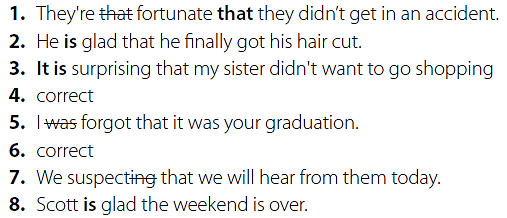 1. They're that fortunate that they didn't get in an accident.
2. He is glad that he finally got his hair cut.
3. It is surprising that my sister didn't want to go shopping
4. correct
5. I was forgot that it was your graduation.
6. correct
7. We suspecting that we will hear from them today.
8. Scott is glad the weekend is over.